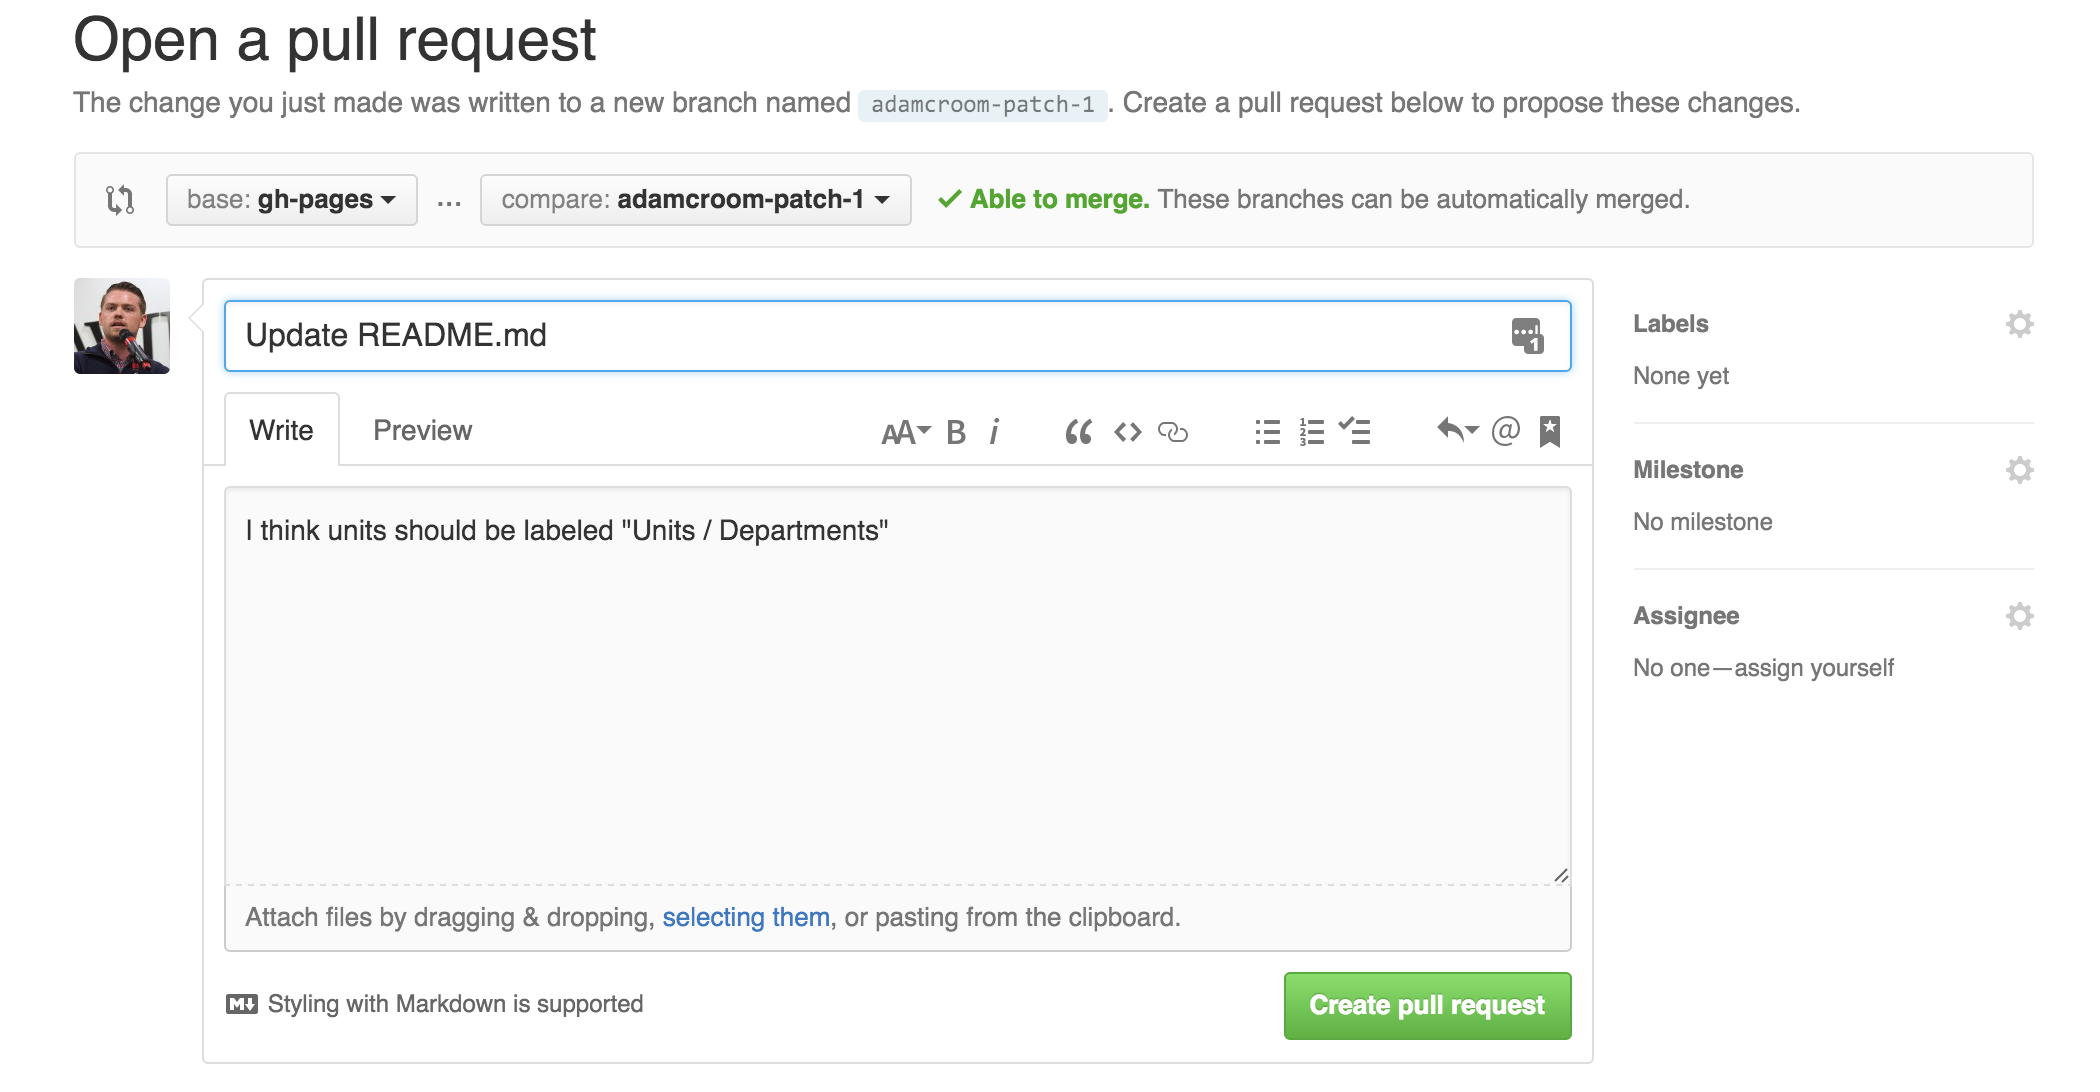 Open a pull request
The change you just made was written to a new branch named adamcroom-patch-1. Create a pull request below to propose these changes.
base: gh-pages ... compare: adamcroom-patch-1 Able to merge. These branches can be automatically merged.
Update README.md
1
Write Preview AA B i @
I think units should be labeled "Units / Departments"
Attach files by dragging & dropping, selecting them, or pasting from the clipboard.
M Styling with Markdown is supported
Create pull request
Labels
None yet
Milestone
No milestone
Assignee
No one—assign yourself